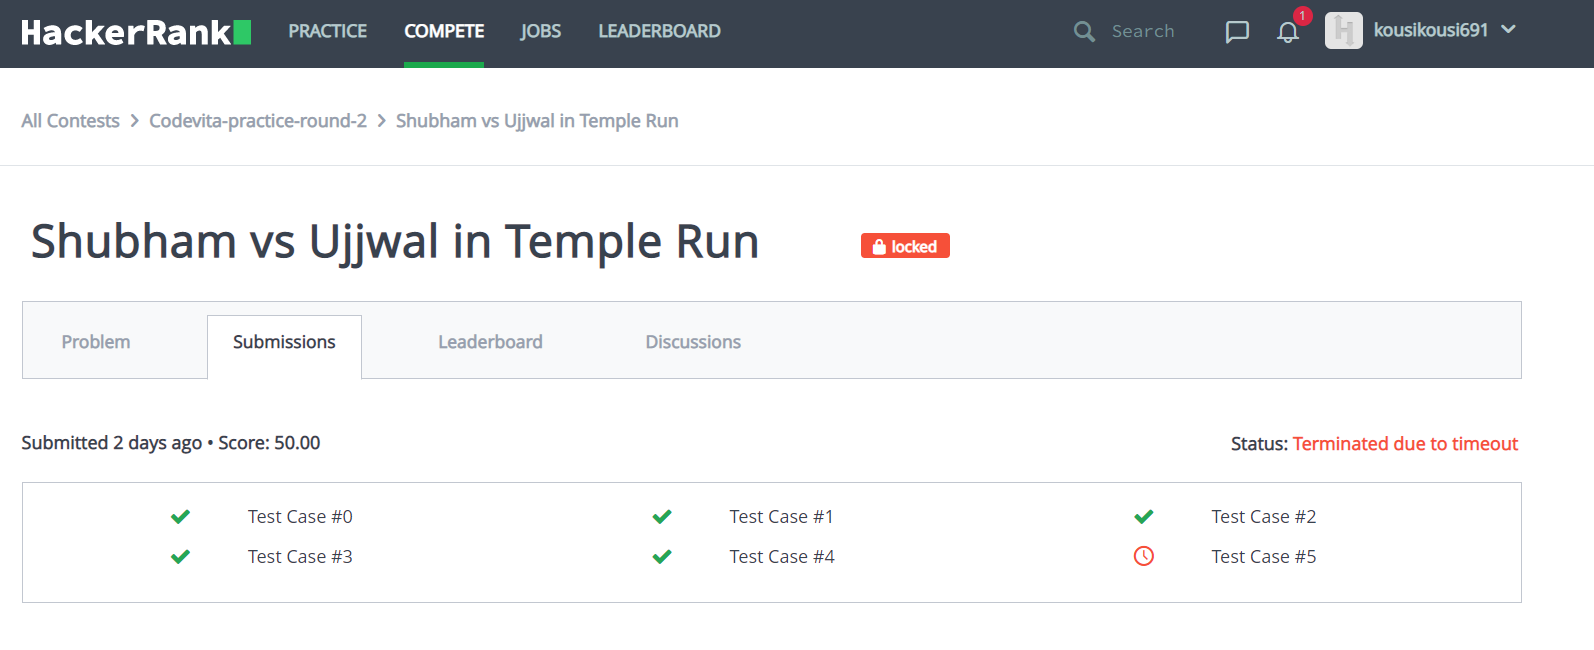 HackerRank PRACTICE COMPETE JOBS LEADERBOARD Search 1 kousikousi691
All Contests > Codevita-practice-round-2 > Shubham vs Ujjwal in Temple Run
Shubham vs Ujjwal in Temple Run locked
Problem Submissions Leaderboard Discussions
Submitted 2 days ago • Score: 50.00 Status: Terminated due to timeout
Test Case #0 Test Case #1 Test Case #2
Test Case #3 Test Case #4 Test Case #5